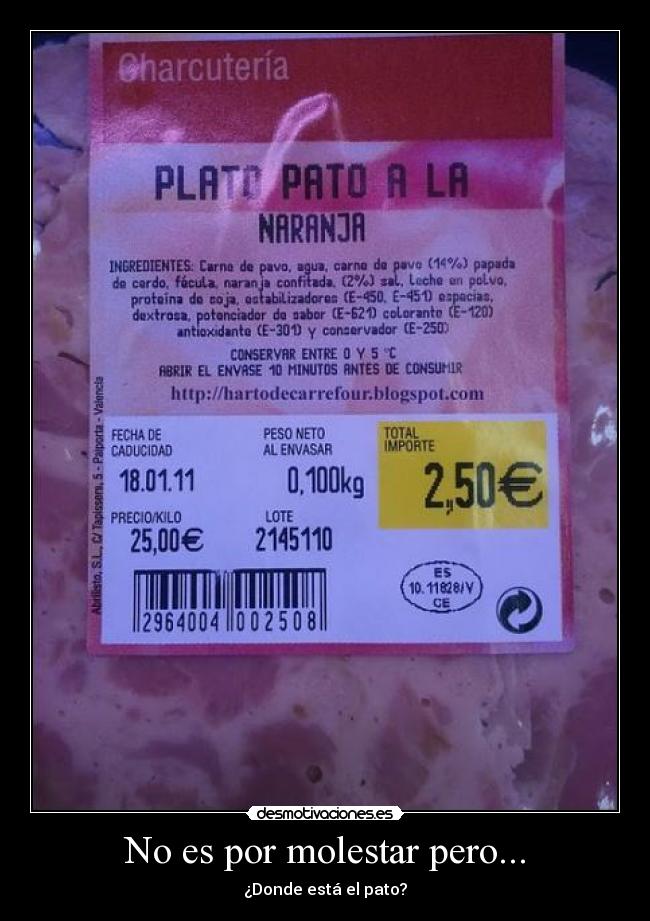 Charcutería
PLATO PATO A LA
NARANJA
INGREDIENTES: Carne de pavo, agua, carne de pavo (14%) papada
de cerdo, fécula, naranja confitada, (2%) sal, Leche en polvo,
proteína de soja, estabilizadores (E-450, E-451) especias,
dextrosa, potenciador de sabor (E-621) colorante (E-120)
antioxidante (E-301) y conservador (E-250)
CONSERVAR ENTRE 0 Y 5 °C
ABRIR EL ENVASE 10 MINUTOS ANTES DE CONSUMIR
http://hartodecarrefour.blogspot.com
Abrilisto, S.L., C/ Tapissers, 5 - Paiporta - Valencia
FECHA DE
CADUCIDAD
18.01.11
PESO NETO
AL ENVASAR
0,100kg
TOTAL
IMPORTE
2,50€
PRECIO/KILO
25,00€
LOTE
2145110
2964004 002508
ES
10.11828/V
CE
desmotivaciones.es
No es por molestar pero...
¿Donde está el pato?